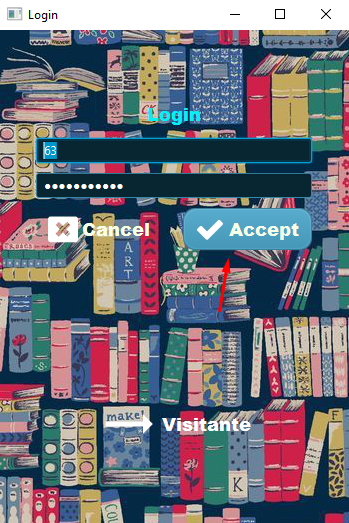 Login
Login
63
•••••••••••
Cancel
Accept
ART
make
Visitante
F
K